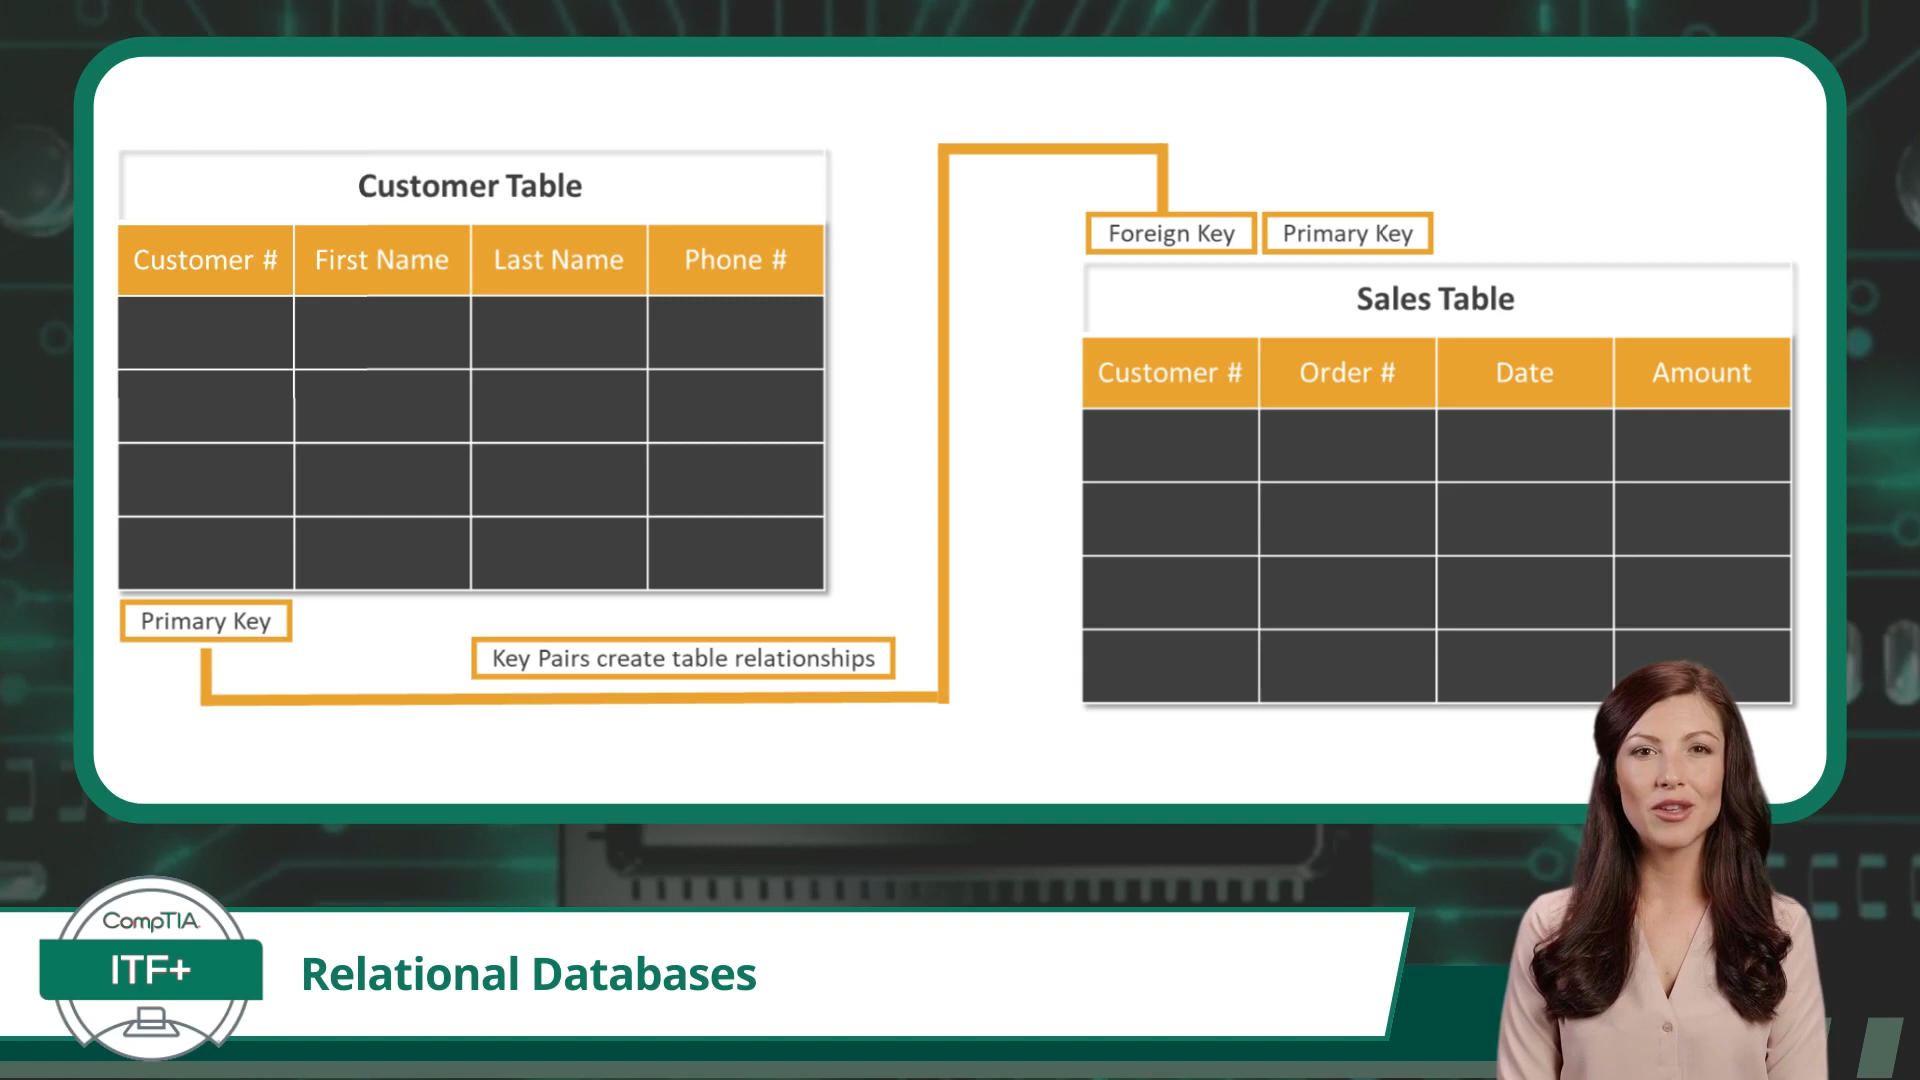 Customer Table
Customer # First Name Last Name Phone #
Primary Key
Key Pairs create table relationships
Foreign Key Primary Key
Sales Table
Customer # Order # Date Amount
CompTIA
ITF+
Relational Databases